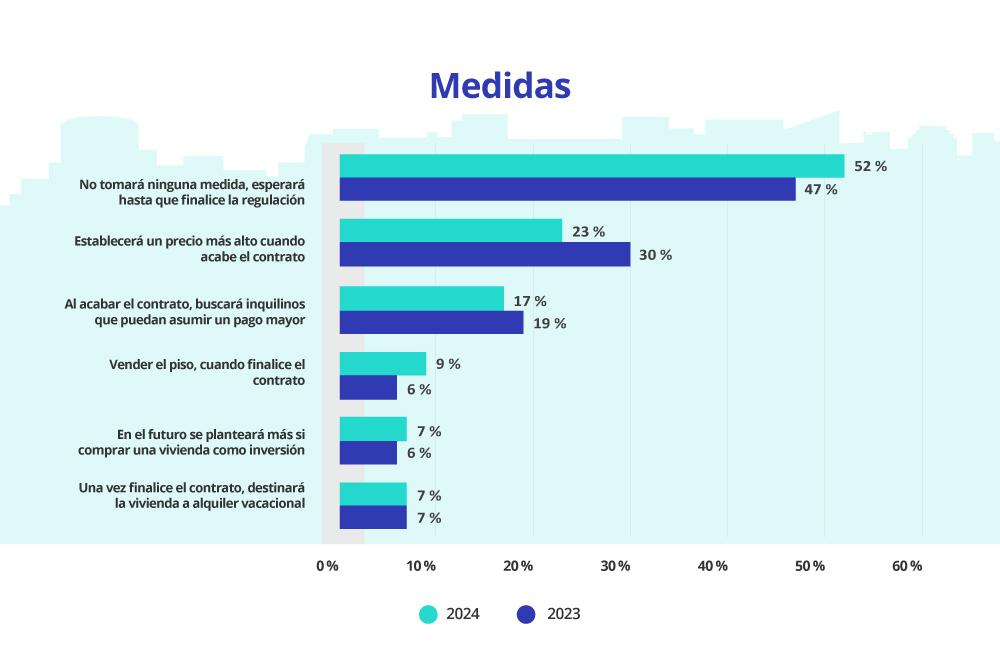 Medidas
No tomará ninguna medida, esperará
hasta que finalice la regulación
52 %
47 %
Establecerá un precio más alto cuando
acabe el contrato
23 %
30 %
Al acabar el contrato, buscará inquilinos
que puedan asumir un pago mayor
17 %
19 %
Vender el piso, cuando finalice el
contrato
9 %
6 %
En el futuro se planteará más si
comprar una vivienda como inversión
7 %
6 %
Una vez finalice el contrato, destinará
la vivienda a alquiler vacacional
7 %
7 %
0 % 10 % 20 % 30 % 40 % 50 % 60 %
2024 2023